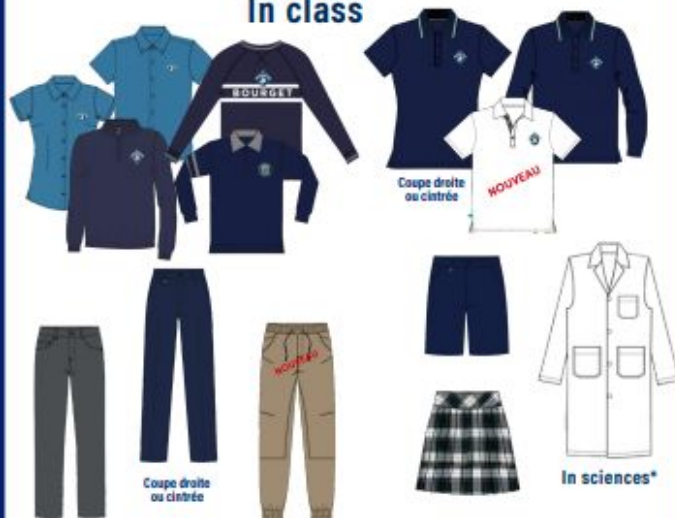 In class
BOURGET
Coupe droite
ou cintrée
NOUVEAU
NOUVEAU
Coupe droite
ou cintrée
In sciences*